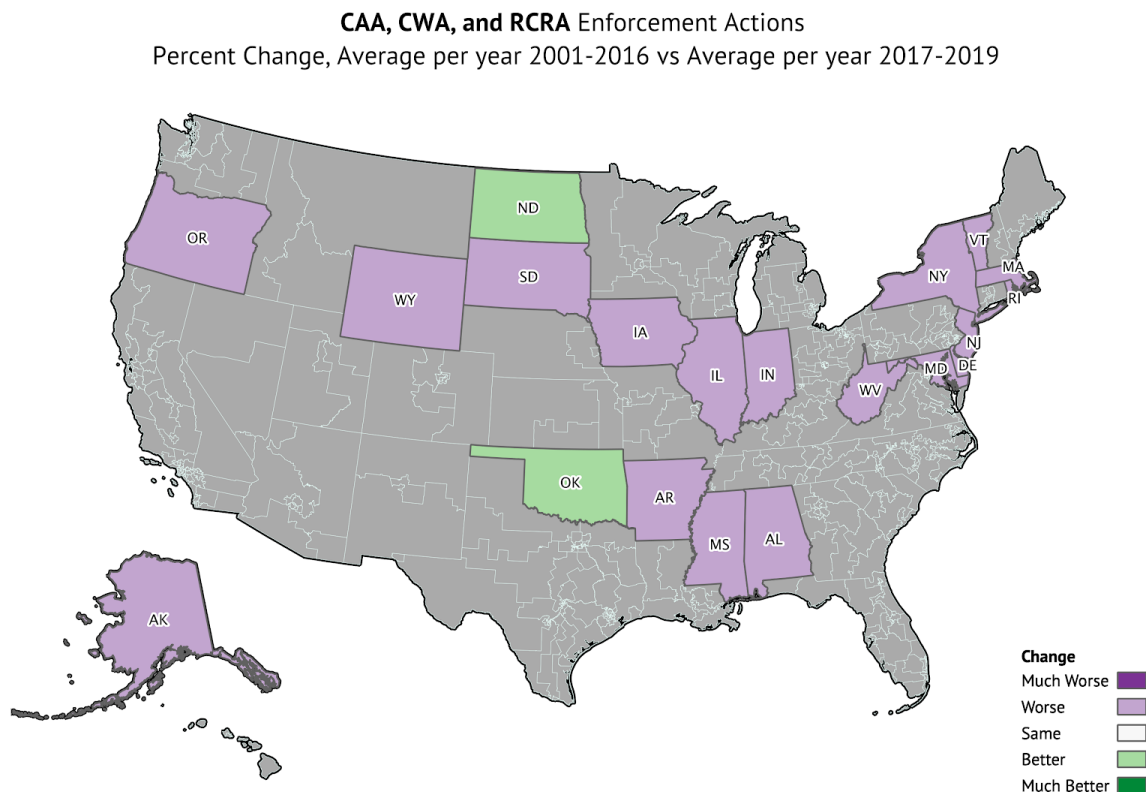 CAA, CWA, and RCRA Enforcement Actions
Percent Change, Average per year 2001-2016 vs Average per year 2017-2019
ND
OR
VT
MA
SD
NY
WY
RI
IA
NJ
IL
IN
MD
DE
WV
OK
AR
MS
AL
AK
Change
Much Worse
Worse
Same
Better
Much Better